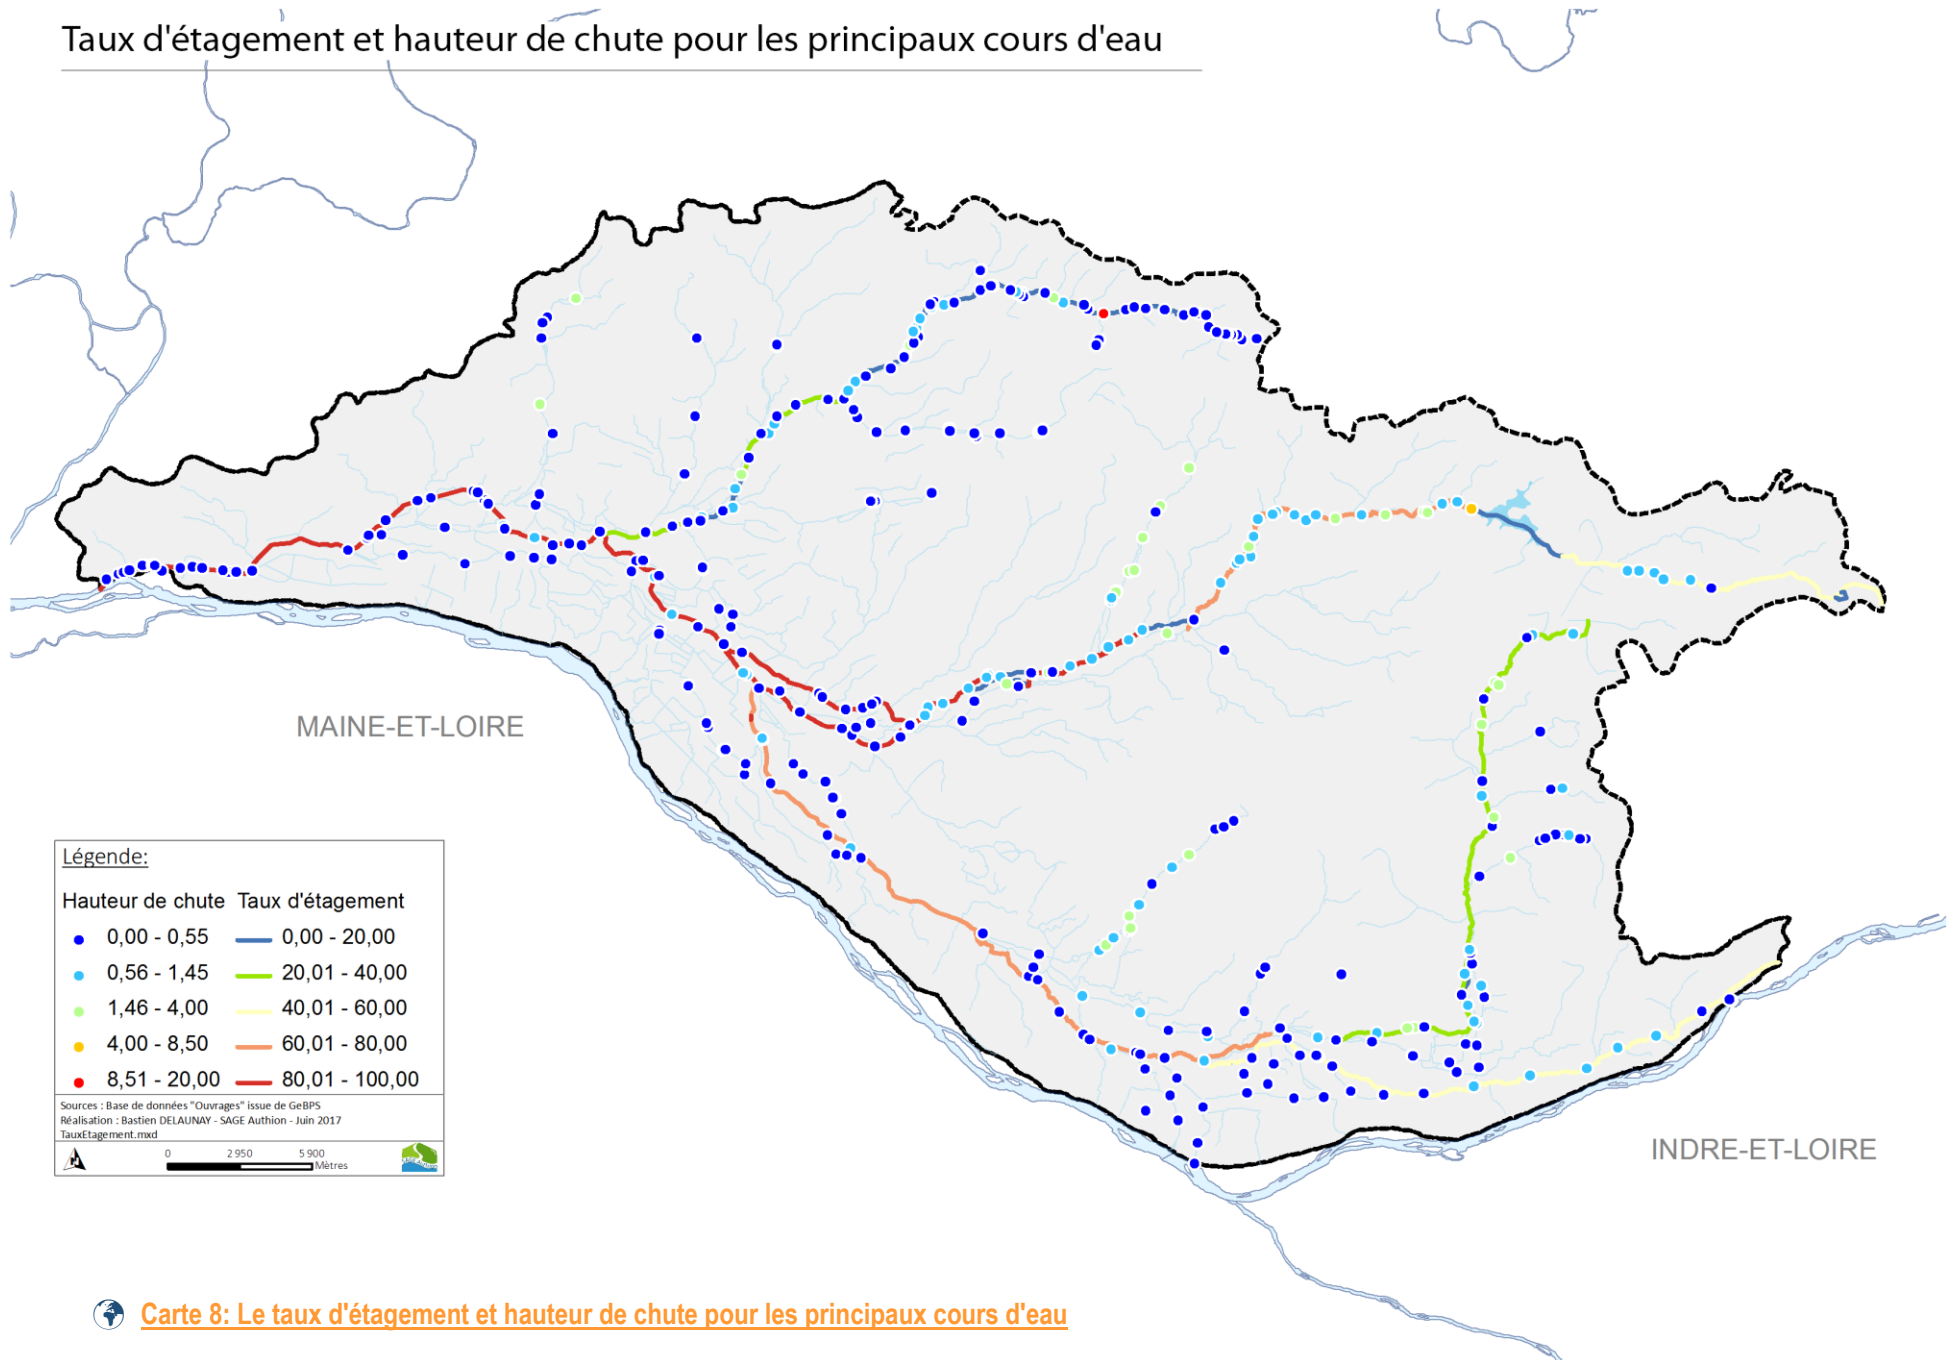 Taux d'étagement et hauteur de chute pour les principaux cours d'eau
MAINE-ET-LOIRE
Légende:
Hauteur de chute Taux d'étagement
0,00 - 0,55 0,00 - 20,00
0,56 - 1,45 20,01 - 40,00
1,46 - 4,00 40,01 - 60,00
4,00 - 8,50 60,01 - 80,00
8,51 - 20,00 80,01 - 100,00
Sources : Base de données "Ouvrages" issue de GeBPS
Réalisation : Bastien DELAUNAY - SAGE Authion - Juin 2017
TauxEtagement.mxd
0 2 950 5 900
Mètres
SAGE Authion
INDRE-ET-LOIRE
Carte 8: Le taux d'étagement et hauteur de chute pour les principaux cours d'eau